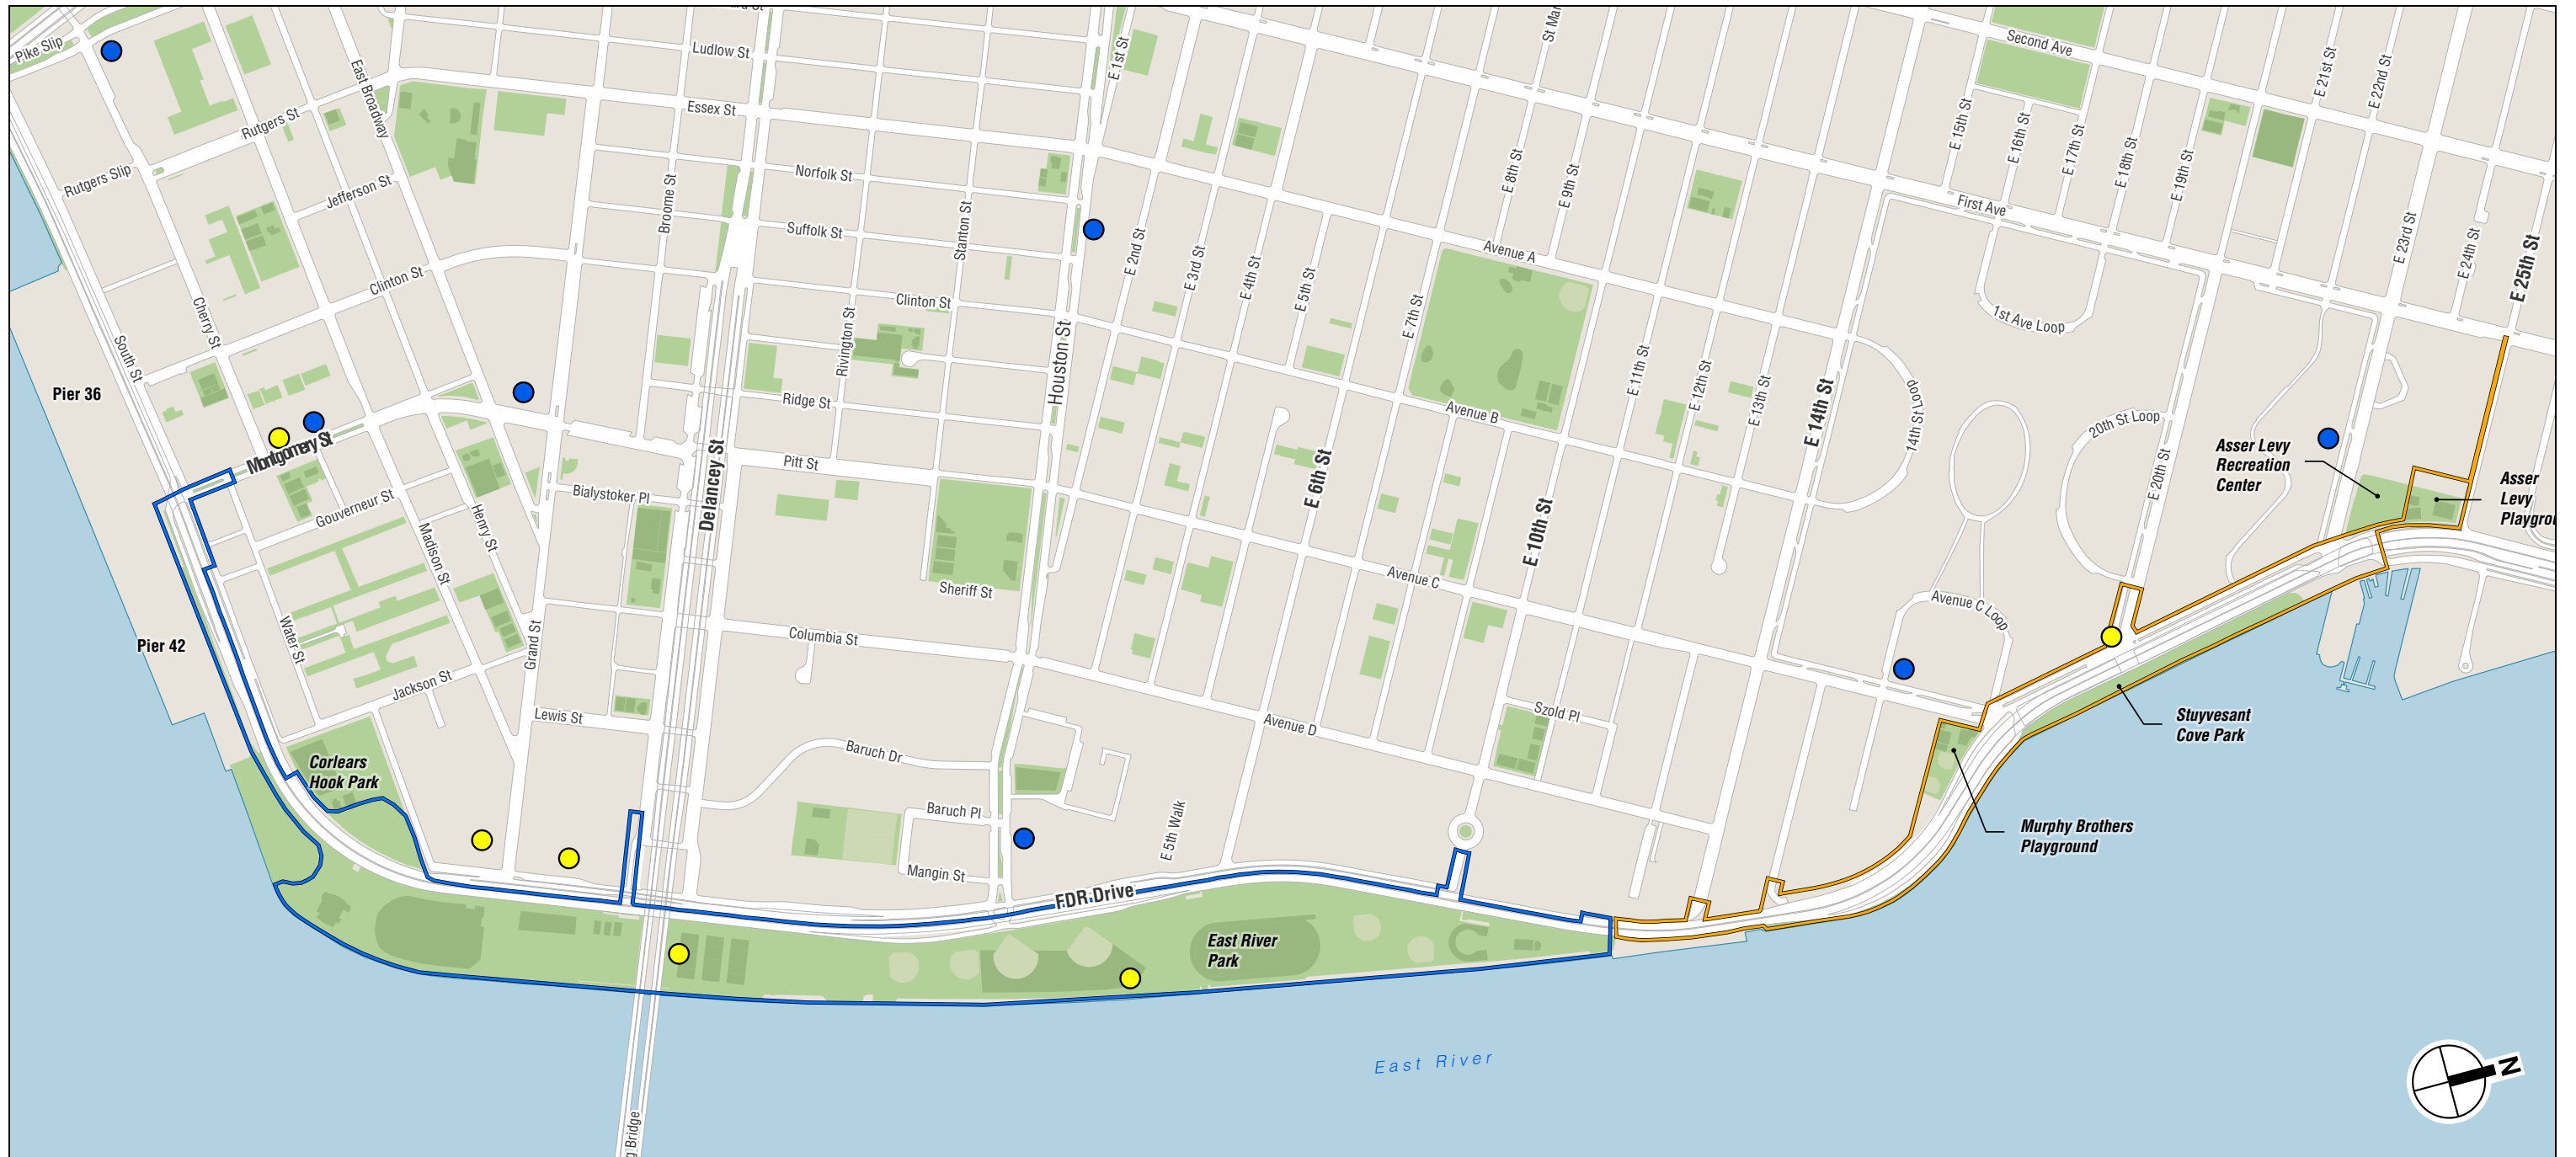 Pike Slip
East Broadway
Ludlow St
E 1st St
Second Ave
E 21st St
E 22nd St
Rutgers St
Essex St
E 15th St
E 16th St
E 17th St
E 18th St
E 19th St
Rutgers Slip
Jefferson St
Broome St
Norfolk St
E 8th St
E 9th St
First Ave
Suffolk St
Stanton St
E 2nd St
E 3rd St
E 4th St
E 5th St
Avenue A
E 23rd St
E 24th St
E 25th St
Clinton St
Cherry St
Clinton St
Rivington St
Houston St
E 7th St
1st Ave Loop
South St
Pier 36
Ridge St
Avenue B
E 11th St
E 12th St
E 13th St
E 14th St
14th St Loop
20th St Loop
Montgomery St
Asser Levy
Recreation
Center
Asser
Levy
Pitt St
Delancey St
E 6th St
E 20th St
Bialystoker Pl
Gouverneur St
Madison St
Henry St
E 10th St
Sheriff St
Avenue C
Avenue C Loop
Water St
Grand St
Columbia St
Pier 42
Jackson St
Lewis St
Szold Pl
Avenue D
Stuyvesant
Cove Park
Baruch Dr
Corlears
Hook Park
Baruch Pl
E 5th Walk
Murphy Brothers
Playground
Mangin St
FDR Drive
East River
Park
East River
N
Bridge